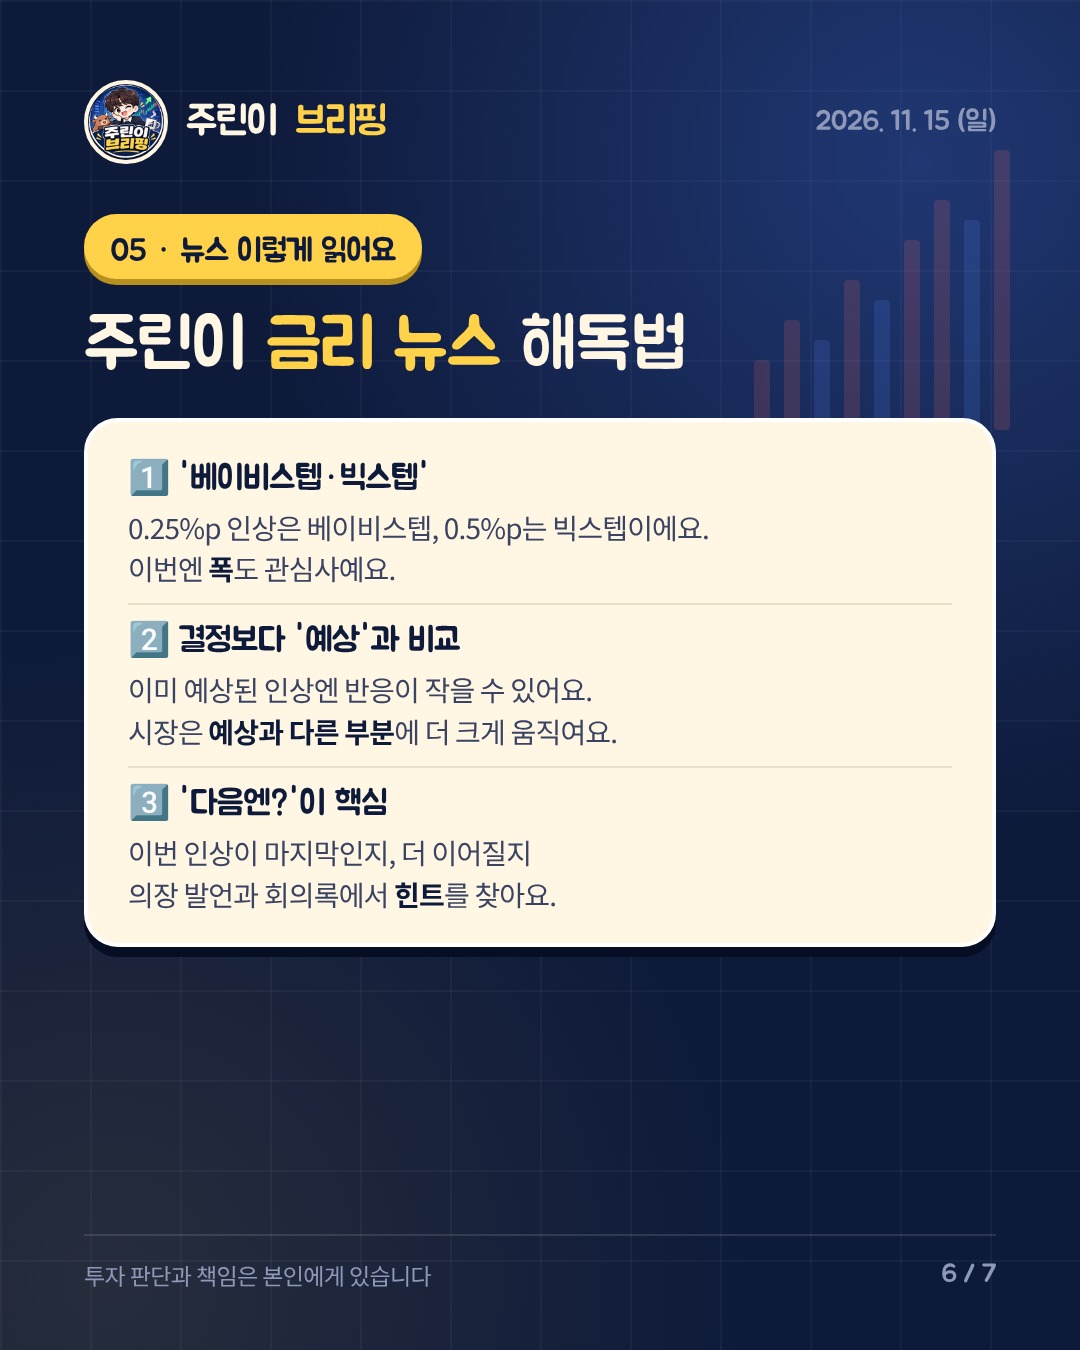 주린이 브리핑
주린이 브리핑
2026. 11. 15 (일)
05 · 뉴스 이렇게 읽어요
주린이 금리 뉴스 해독법
1 '베이비스텝·빅스텝'
0.25%p 인상은 베이비스텝, 0.5%p는 빅스텝이에요.
이번엔 폭도 관심사예요.
2 결정보다 '예상'과 비교
이미 예상된 인상엔 반응이 작을 수 있어요.
시장은 예상과 다른 부분에 더 크게 움직여요.
3 '다음엔?'이 핵심
이번 인상이 마지막인지, 더 이어질지
의장 발언과 회의록에서 힌트를 찾아요.
투자 판단과 책임은 본인에게 있습니다
6 / 7